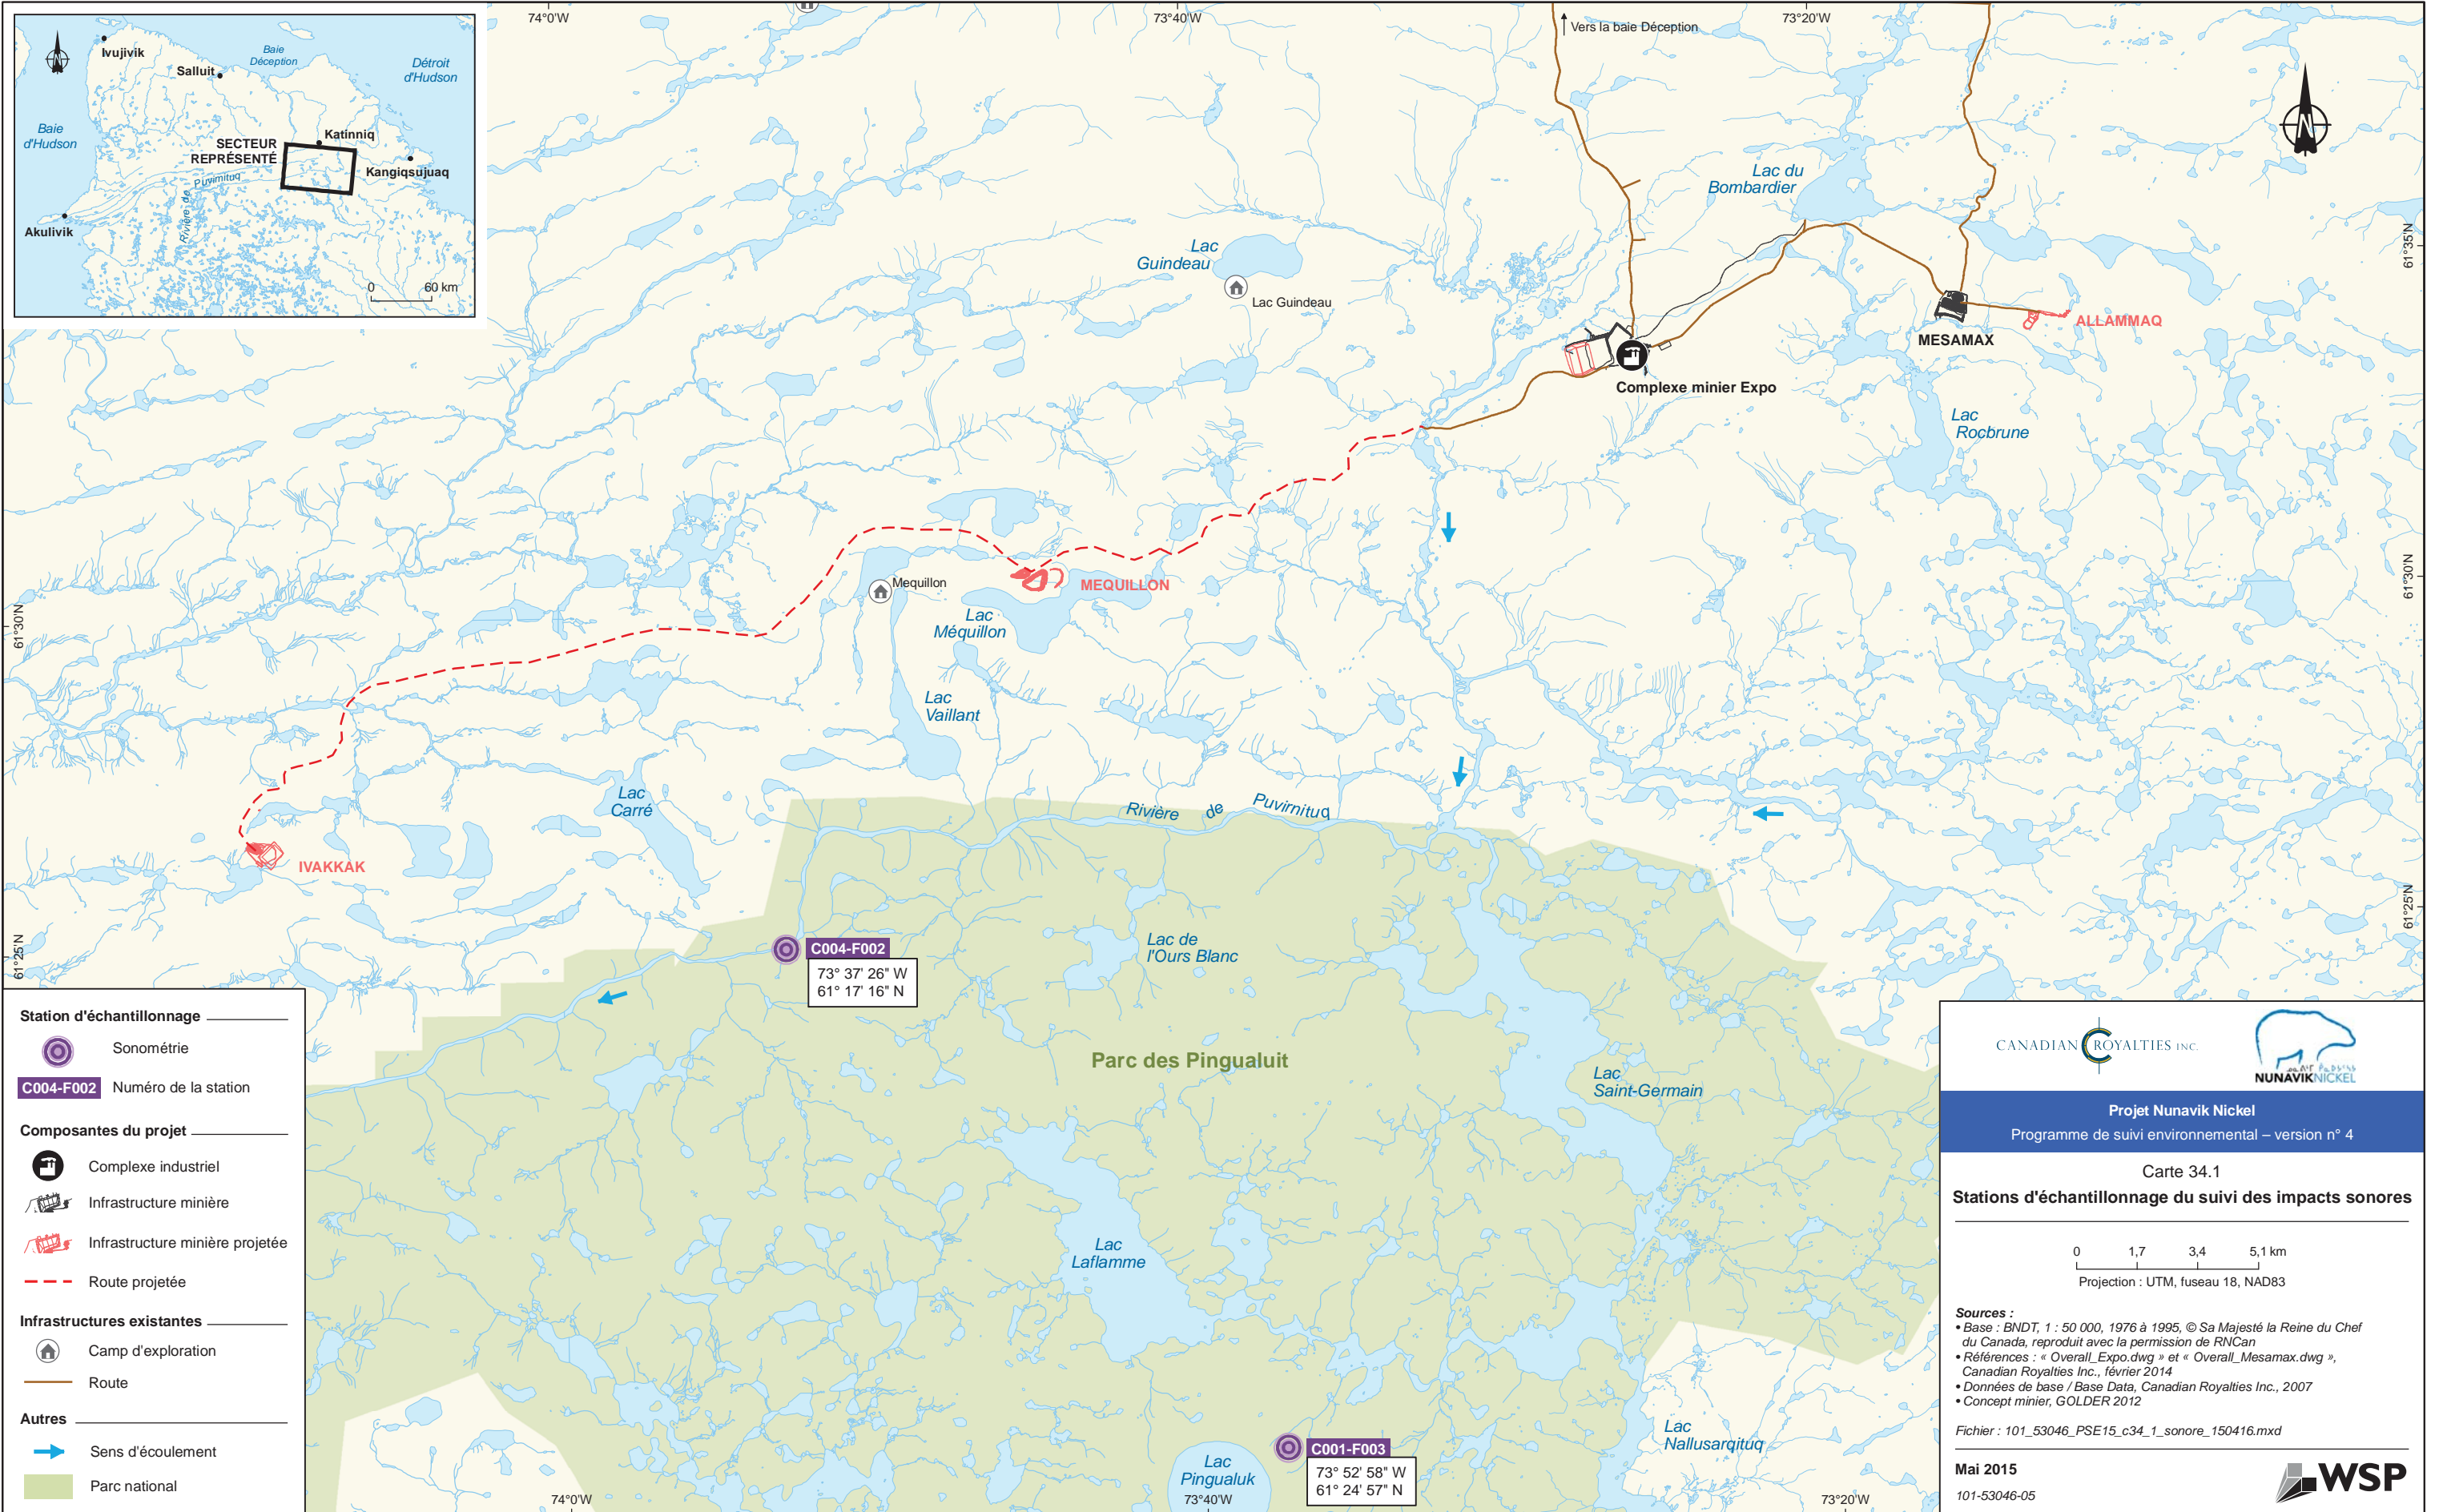 74°0'W
73°40'W
73°20'W
Vers la baie Déception
Ivujivik
Salluit
Baie
Déception
Détroit
d'Hudson
Baie
d'Hudson
SECTEUR
REPRÉSENTÉ
Katinniq
Kangiqsujuaq
Rivière de Puvirnituq
Akulivik
0 60 km
N
Lac du
Bombardier
Lac
Guindeau
Lac Guindeau
61°35'N
MESAMAX
ALLAMMAQ
Complexe minier Expo
Lac
Rocbrune
Mequillon
MEQUILLON
61°30'N
61°30'N
Lac
Méquillon
Lac
Vaillant
Lac
Carré
Rivière de Puvirnituq
IVAKKAK
61°25'N
61°25'N
C004-F002
73° 37' 26" W
61° 17' 16" N
Lac de
l'Ours Blanc
Parc des Pingualuit
Lac
Saint-Germain
Lac
Laflamme
Lac
Nallusarqituq
Lac
Pingualuk
C001-F003
73° 52' 58" W
61° 24' 57" N
74°0'W
73°40'W
73°20'W
Station d'échantillonnage
Sonométrie
C004-F002 Numéro de la station
Composantes du projet
Complexe industriel
Infrastructure minière
Infrastructure minière projetée
Route projetée
Infrastructures existantes
Camp d'exploration
Route
Autres
Sens d'écoulement
Parc national
CANADIAN ROYALTIES INC.
NUNAVIKNICKEL
Projet Nunavik Nickel
Programme de suivi environnemental – version n° 4
Carte 34.1
Stations d'échantillonnage du suivi des impacts sonores
0 1,7 3,4 5,1 km
Projection : UTM, fuseau 18, NAD83
Sources :
• Base : BNDT, 1 : 50 000, 1976 à 1995, © Sa Majesté la Reine du Chef
du Canada, reproduit avec la permission de RNCan
• Références : « Overall_Expo.dwg » et « Overall_Mesamax.dwg »,
Canadian Royalties Inc., février 2014
• Données de base / Base Data, Canadian Royalties Inc., 2007
• Concept minier, GOLDER 2012
Fichier : 101_53046_PSE15_c34_1_sonore_150416.mxd
Mai 2015
101-53046-05
WSP